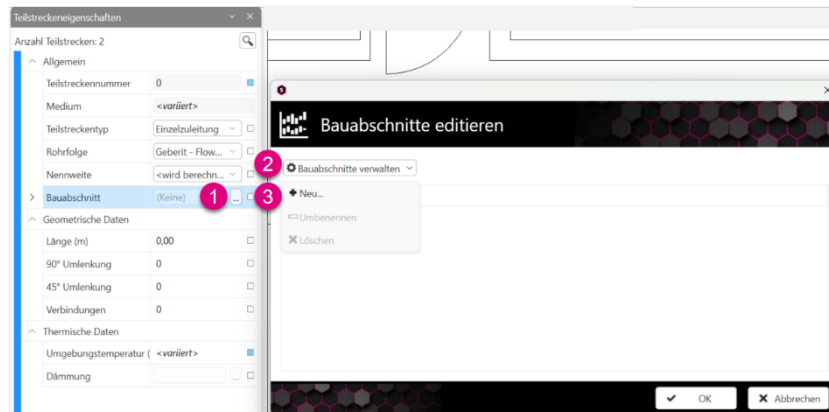 Teilstreckeneigenschaften
Anzahl Teilstrecken: 2
Allgemein
Teilstreckennummer 0
Medium <variiert>
Teilstreckentyp Einzelzuleitung
Rohrfolge Geberit - Flow...
Nennweite <wird berechn...
Bauabschnitt (Keine) 1 ...
Geometrische Daten
Länge (m) 0,00
90° Umlenkung 0
45° Umlenkung 0
Verbindungen 0
Thermische Daten
Umgebungstemperatur ( <variiert>
Dämmung ...
Bauabschnitte editieren
2 Bauabschnitte verwalten
3 Neu...
Umbenennen
Löschen
OK Abbrechen